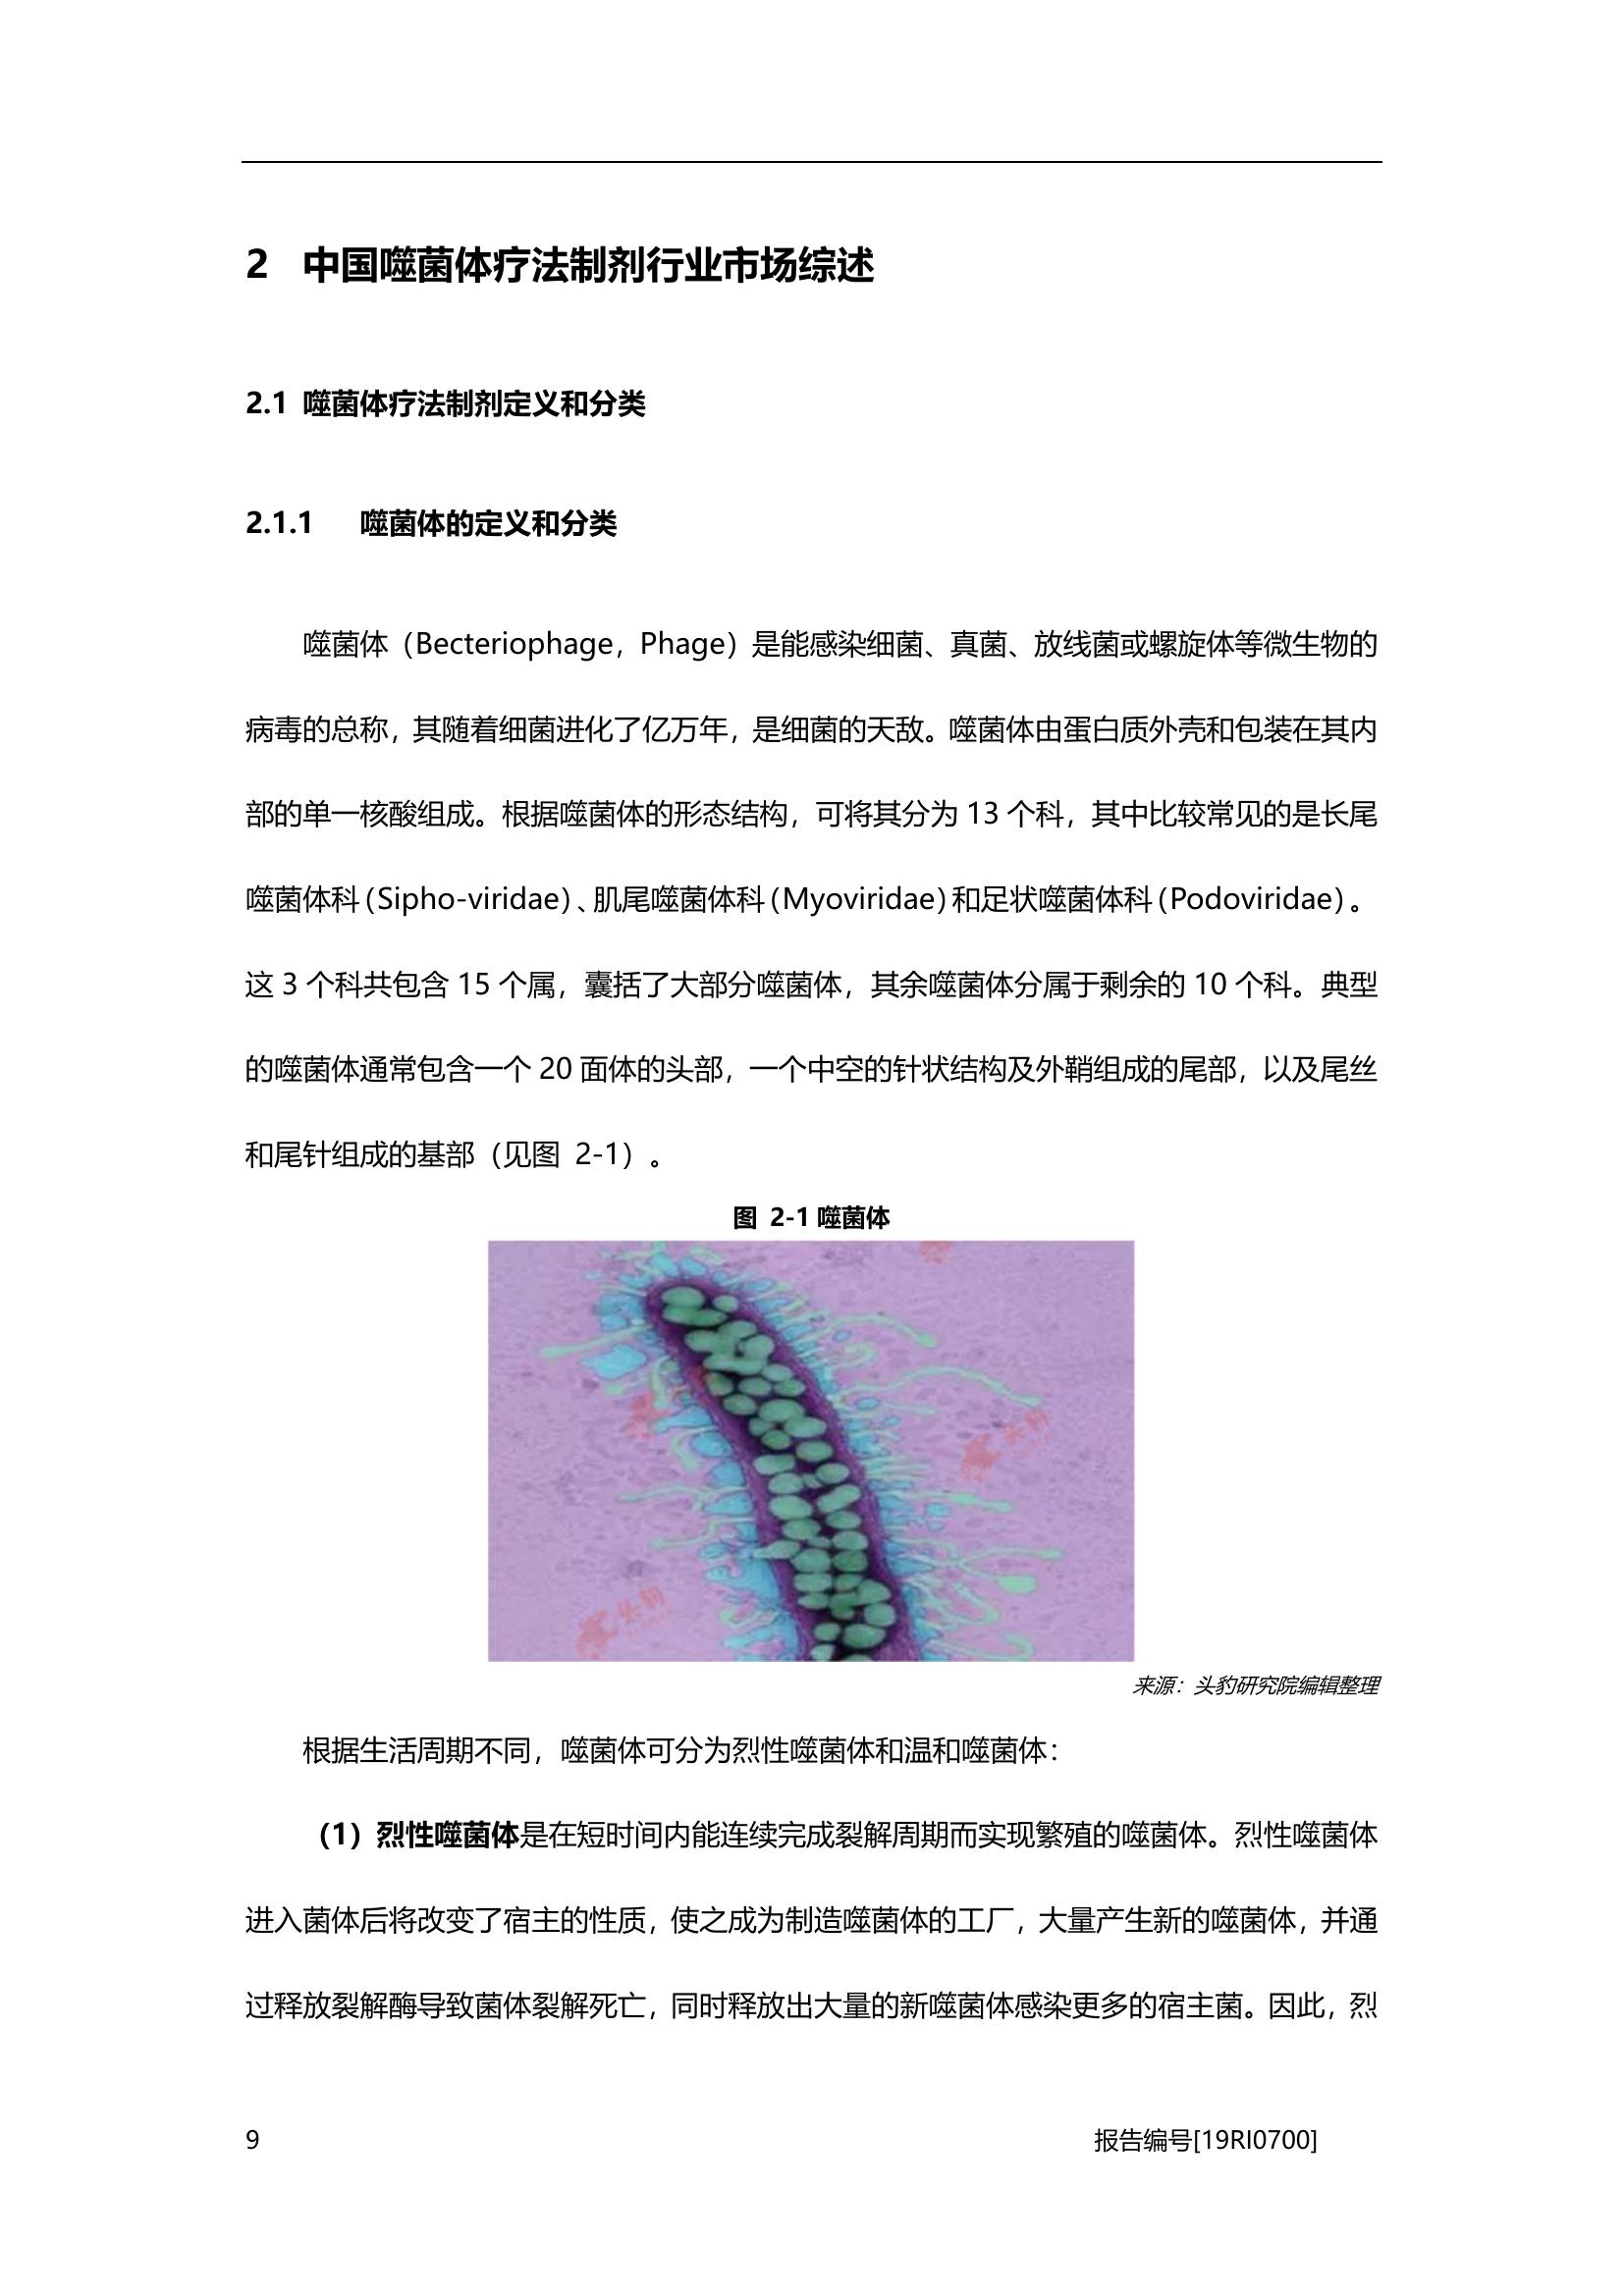 2 中国噬菌体疗法制剂行业市场综述
2.1 噬菌体疗法制剂定义和分类
2.1.1 噬菌体的定义和分类
噬菌体（Becteriophage，Phage）是能感染细菌、真菌、放线菌或螺旋体等微生物的
病毒的总称，其随着细菌进化了亿万年，是细菌的天敌。噬菌体由蛋白质外壳和包装在其内
部的单一核酸组成。根据噬菌体的形态结构，可将其分为 13 个科，其中比较常见的是长尾
噬菌体科（Sipho-viridae）、肌尾噬菌体科（Myoviridae）和足状噬菌体科（Podoviridae）。
这 3 个科共包含 15 个属，囊括了大部分噬菌体，其余噬菌体分属于剩余的 10 个科。典型
的噬菌体通常包含一个 20 面体的头部，一个中空的针状结构及外鞘组成的尾部，以及尾丝
和尾针组成的基部（见图 2-1）。
图 2-1 噬菌体
头豹
头豹
来源：头豹研究院编辑整理
根据生活周期不同，噬菌体可分为烈性噬菌体和温和噬菌体：
（1）烈性噬菌体是在短时间内能连续完成裂解周期而实现繁殖的噬菌体。烈性噬菌体
进入菌体后将改变了宿主的性质，使之成为制造噬菌体的工厂，大量产生新的噬菌体，并通
过释放裂解酶导致菌体裂解死亡，同时释放出大量的新噬菌体感染更多的宿主菌。因此，烈
9 报告编号[19RI0700]